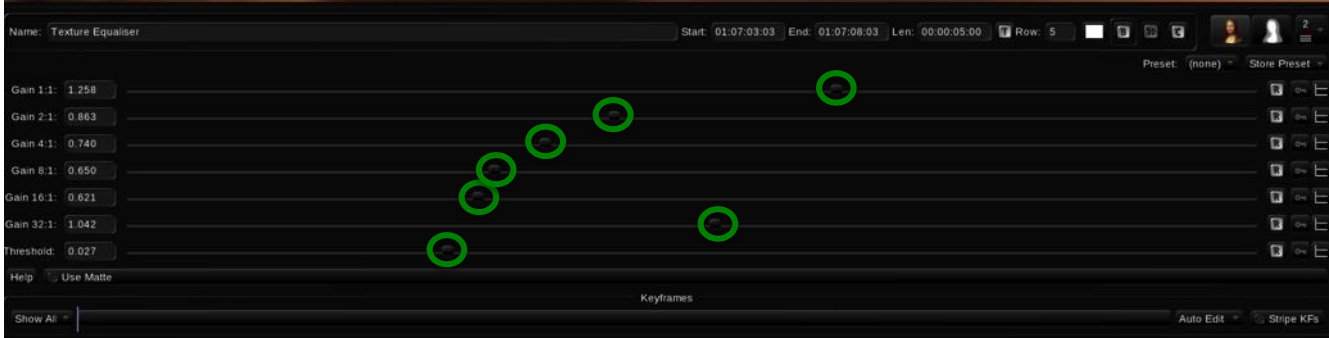 Name: Texture Equaliser Start: 01:07:03:03 End: 01:07:08:03 Len: 00:00:05:00 T Row: 5 2
Preset: (none) Store Preset
Gain 1:1: 1.258 R
Gain 2:1: 0.863 R
Gain 4:1: 0.740 R
Gain 8:1: 0.650 R
Gain 16:1: 0.621 R
Gain 32:1: 1.042 R
Threshold: 0.027 R
Help Use Matte
Keyframes
Show All Auto Edit Stripe KFs